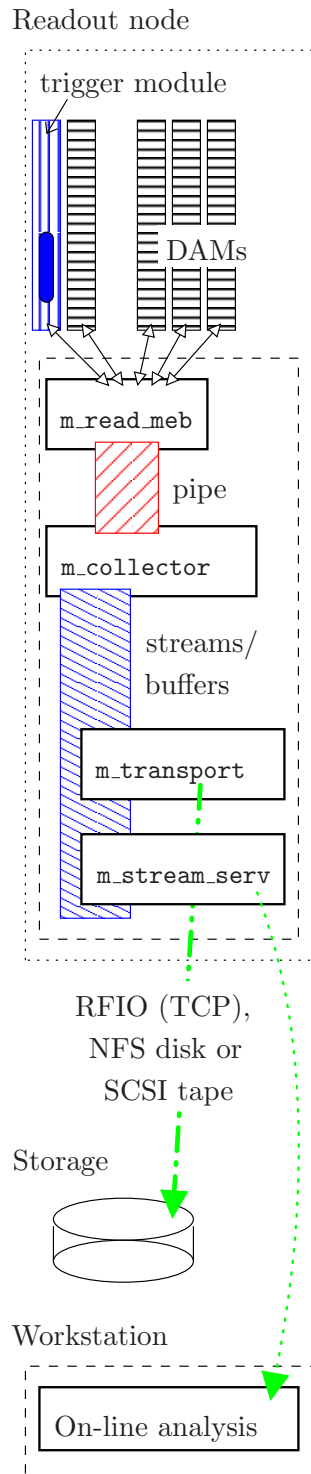 Readout node
trigger module
DAMs
m_read_meb
pipe
m_collector
streams/
buffers
m_transport
m_stream_serv
RFIO (TCP),
NFS disk or
SCSI tape
Storage
Workstation
On-line analysis